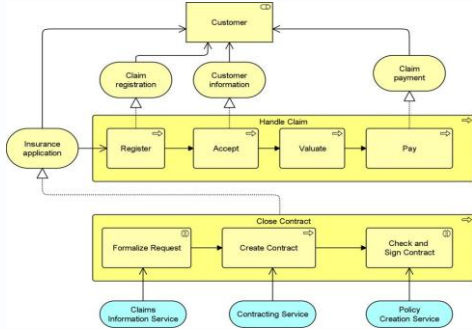 Customer
Claim
registration
Customer
information
Claim
payment
Handle Claim
Insurance
application
Register
Accept
Valuate
Pay
Close Contract
Formalize Request
Create Contract
Check and
Sign Contract
Claims
Information Service
Contracting Service
Policy
Creation Service